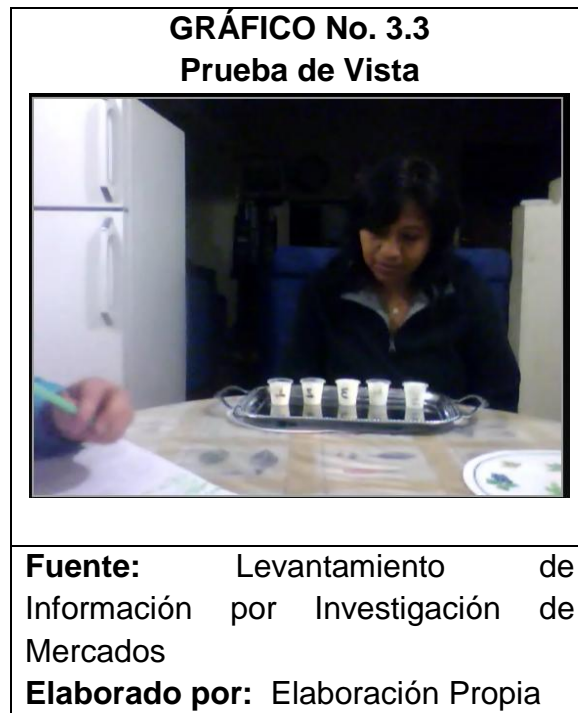 GRÁFICO No. 3.3
Prueba de Vista
Fuente: Levantamiento de
Información por Investigación de
Mercados
Elaborado por: Elaboración Propia